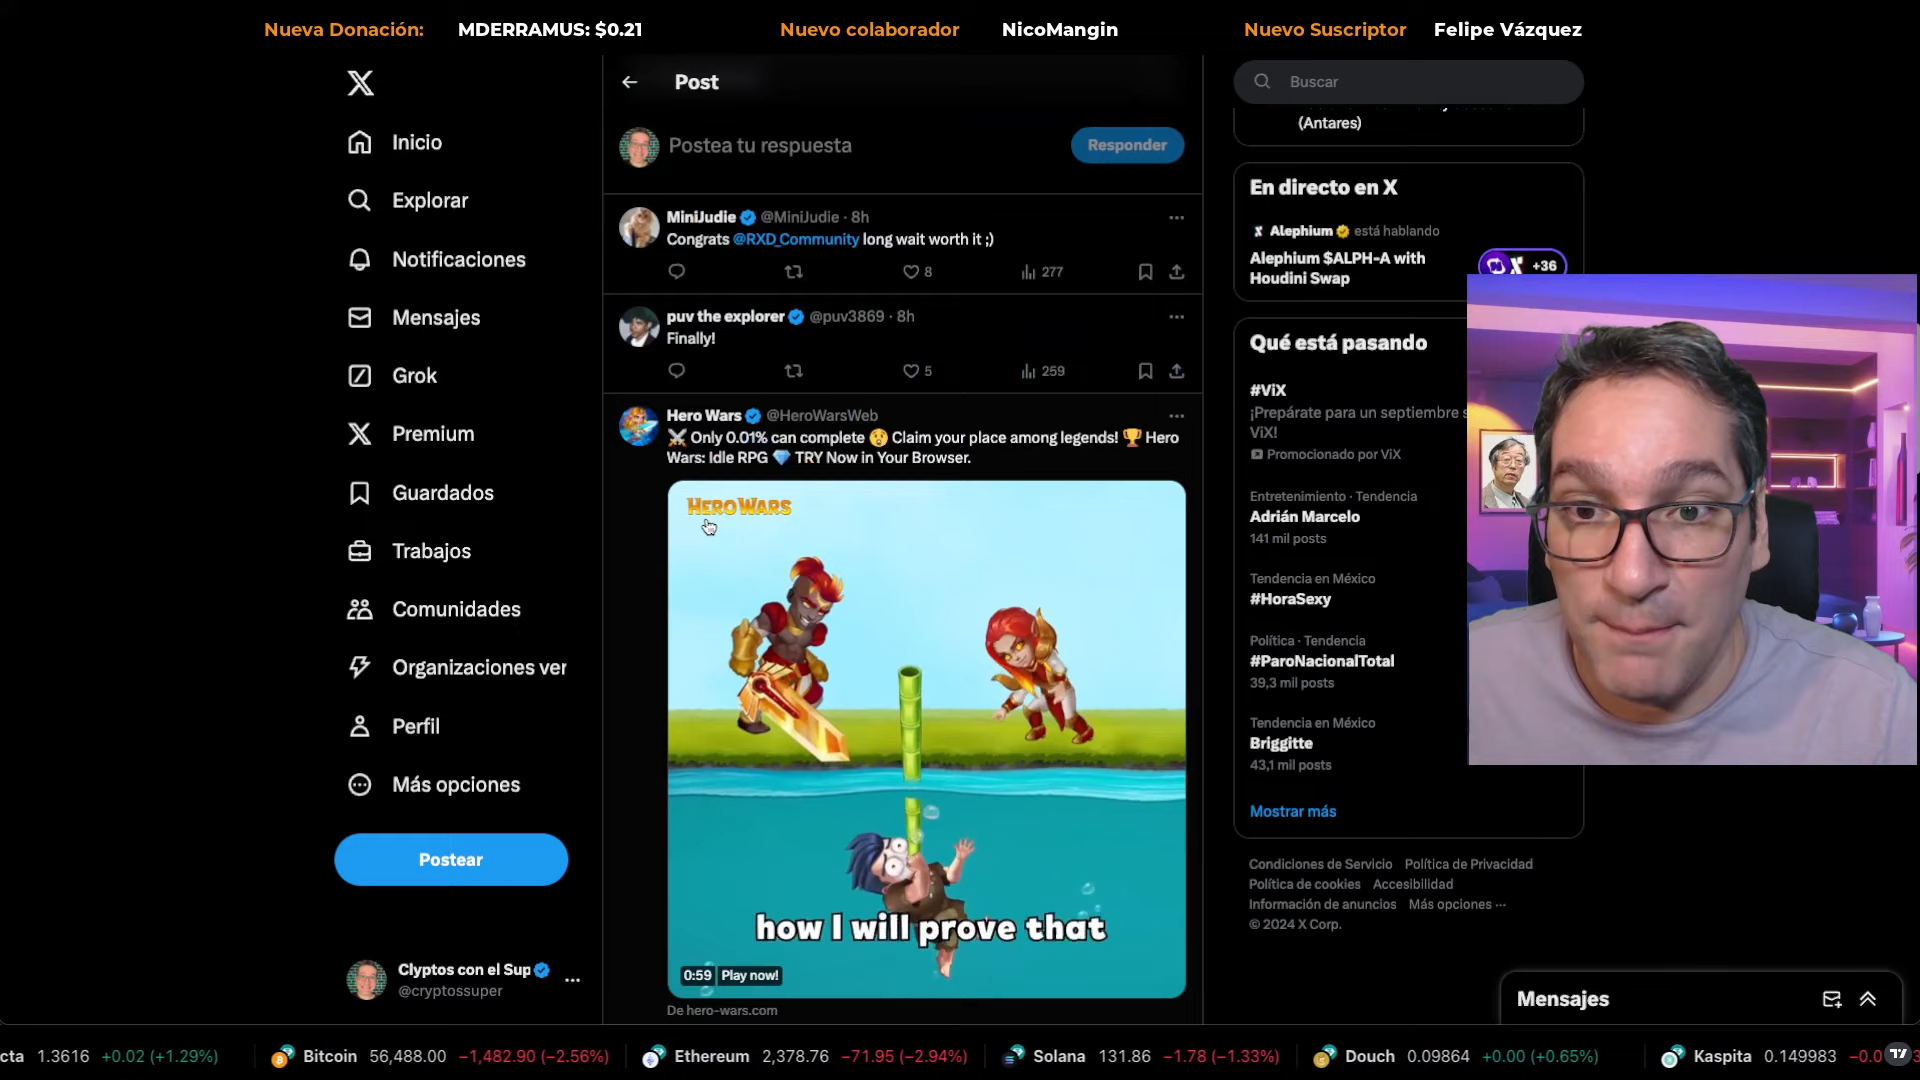 Nueva Donación: MDERRAMUS: $0.21 Nuevo colaborador NicoMangin Nuevo Suscriptor Felipe Vázquez
Inicio
Explorar
Notificaciones
Mensajes
Grok
Premium
Guardados
Trabajos
Comunidades
Organizaciones ver
Perfil
Más opciones
Postear
Clyptos con el Sup
@cryptossuper
Post
Postea tu respuesta
Responder
MiniJudie @MiniJudie · 8h
Congrats @RXD_Community long wait worth it ;)
8 277
puv the explorer @puv3869 · 8h
Finally!
5 259
Hero Wars @HeroWarsWeb
Only 0.01% can complete 😲 Claim your place among legends! 🏆 Hero
Wars: Idle RPG 💎 TRY Now in Your Browser.
HERO WARS
how I will prove that
0:59 Play now!
De hero-wars.com
Buscar
(Antares)
En directo en X
Alephium está hablando
Alephium $ALPH-A with
Houdini Swap
+36
Qué está pasando
#ViX
¡Prepárate para un septiembre
ViX!
Promocionado por ViX
Entretenimiento · Tendencia
Adrián Marcelo
141 mil posts
Tendencia en México
#HoraSexy
Política · Tendencia
#ParoNacionalTotal
39,3 mil posts
Tendencia en México
Briggitte
43,1 mil posts
Mostrar más
Condiciones de Servicio Política de Privacidad
Política de cookies Accesibilidad
Información de anuncios Más opciones ···
© 2024 X Corp.
Mensajes
cta 1.3616 +0.02 (+1.29%) Bitcoin 56,488.00 −1,482.90 (−2.56%) Ethereum 2,378.76 −71.95 (−2.94%) Solana 131.86 −1.78 (−1.33%) Douch 0.09864 +0.00 (+0.65%) Kaspita 0.149983 −0.0